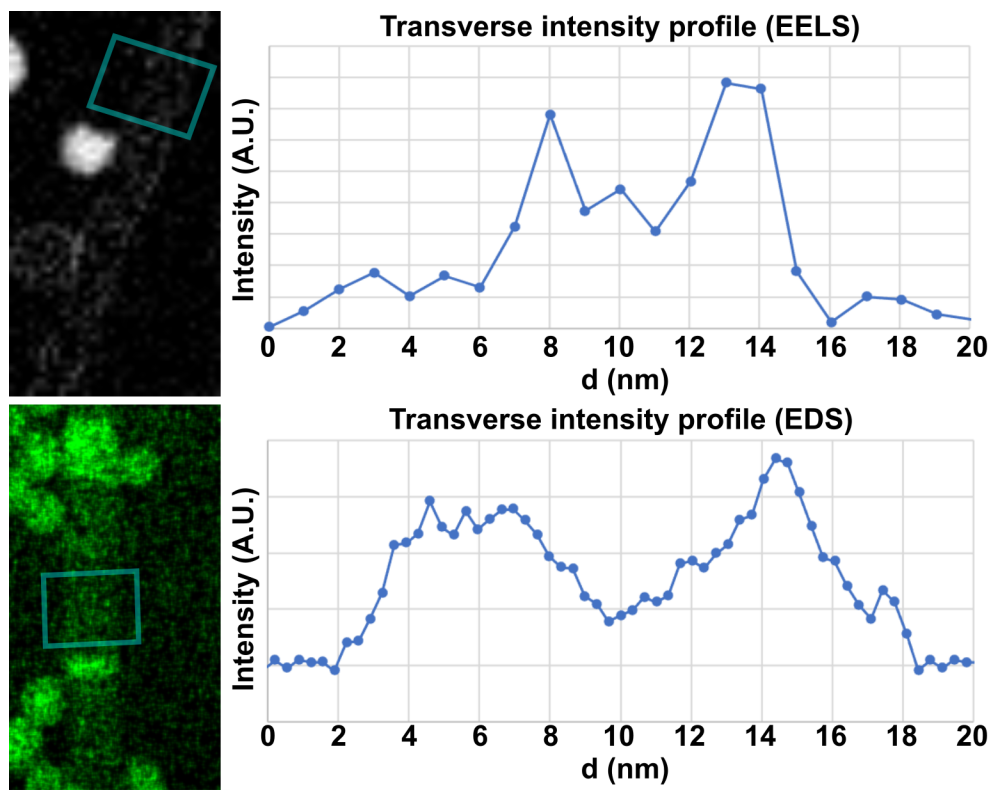 Transverse intensity profile (EELS)
Intensity (A.U.)
0 2 4 6 8 10 12 14 16 18 20
d (nm)
Transverse intensity profile (EDS)
Intensity (A.U.)
0 2 4 6 8 10 12 14 16 18 20
d (nm)